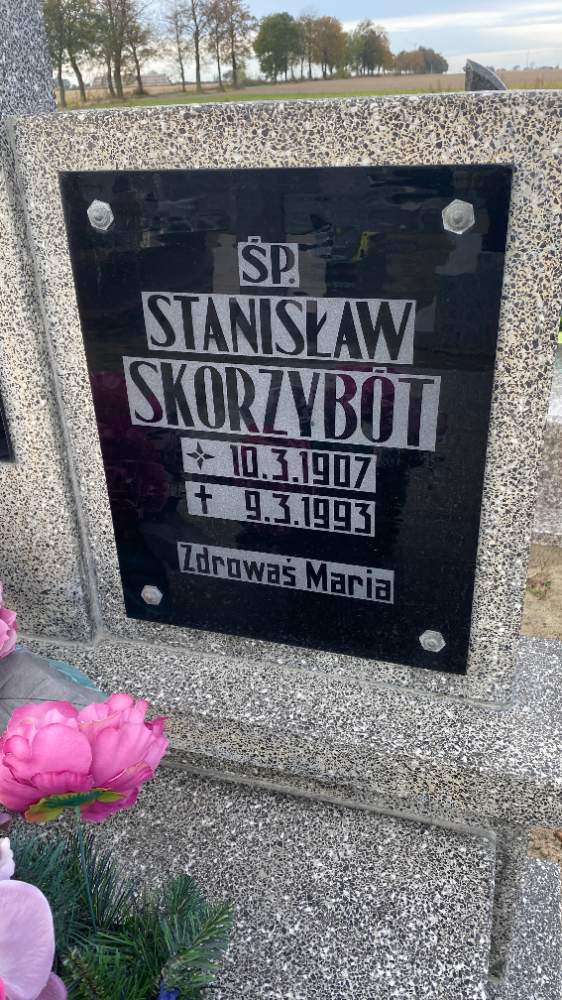 ŚP.
STANISŁAW
SKORZYBÓT
10.3.1907
9.3.1993
Zdrowaś Maria